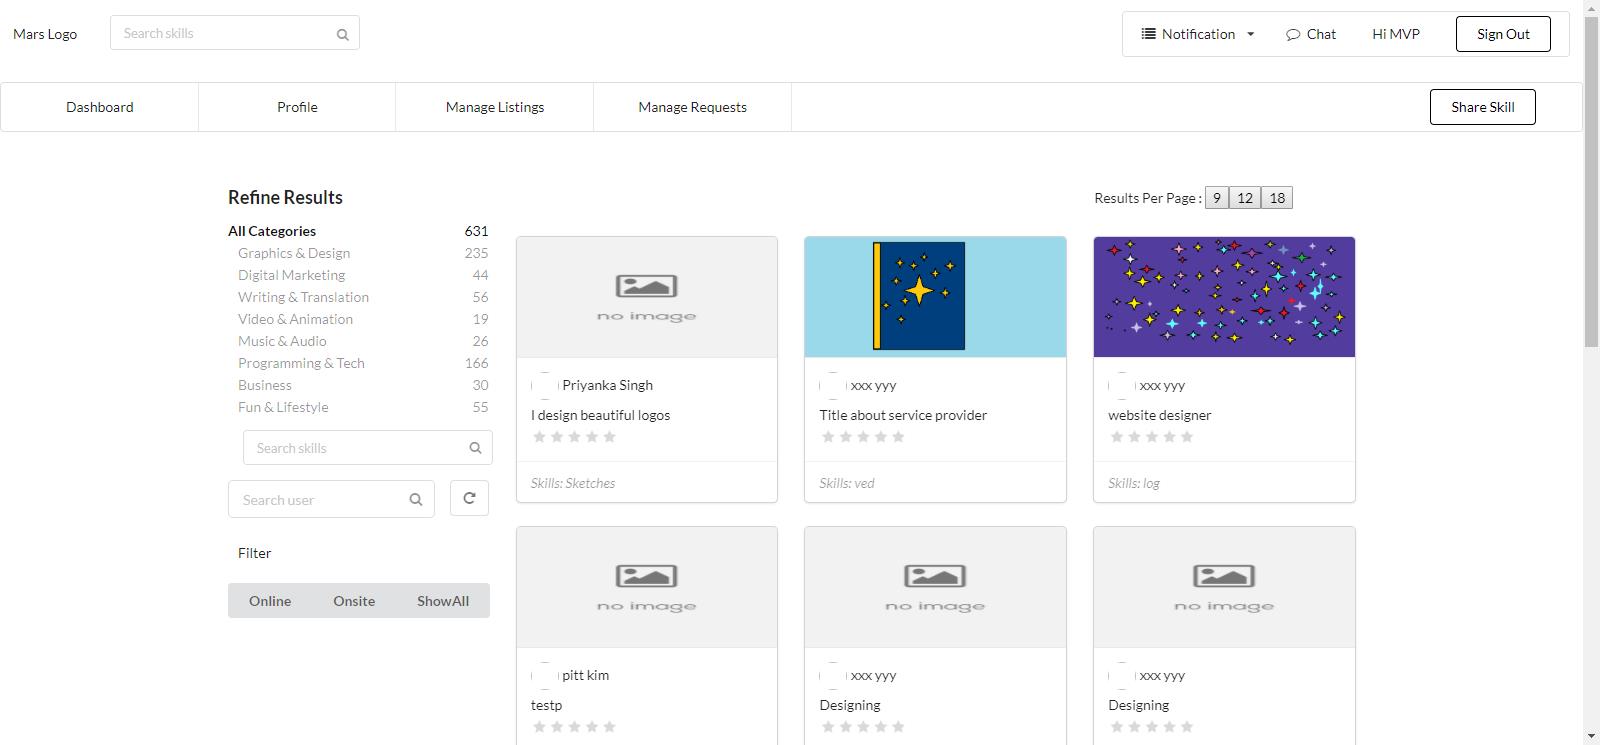 Mars Logo
Search skills
Notification
Chat
Hi MVP
Sign Out
Dashboard
Profile
Manage Listings
Manage Requests
Share Skill
Refine Results
Results Per Page : 9 12 18
All Categories 631
Graphics & Design 235
Digital Marketing 44
Writing & Translation 56
Video & Animation 19
Music & Audio 26
Programming & Tech 166
Business 30
Fun & Lifestyle 55
Search skills
Search user
Filter
Online Onsite ShowAll
no image
Priyanka Singh
I design beautiful logos
Skills: Sketches
xxx yyy
Title about service provider
Skills: ved
xxx yyy
website designer
Skills: log
no image
pitt kim
testp
no image
xxx yyy
Designing
no image
xxx yyy
Designing